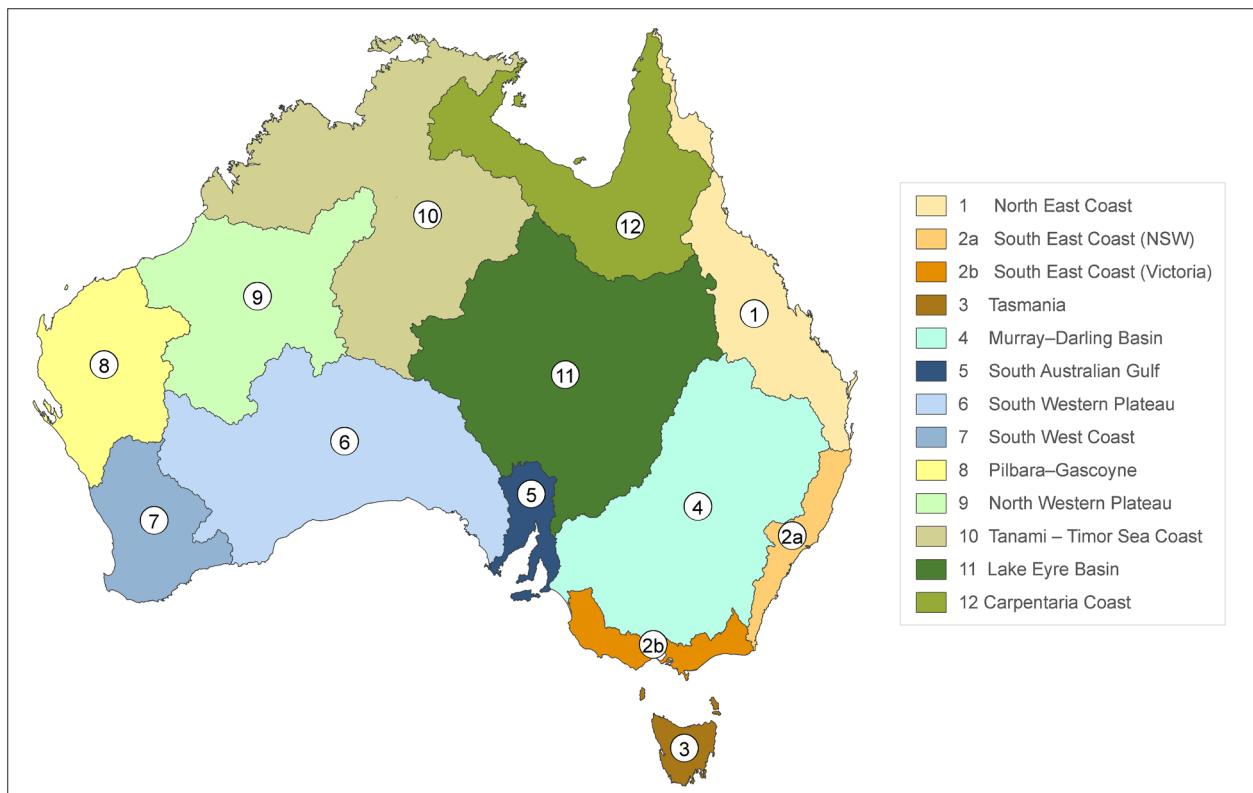 10
12
1
9
8
11
6
5
4
7
2a
2b
3
1 North East Coast
2a South East Coast (NSW)
2b South East Coast (Victoria)
3 Tasmania
4 Murray–Darling Basin
5 South Australian Gulf
6 South Western Plateau
7 South West Coast
8 Pilbara–Gascoyne
9 North Western Plateau
10 Tanami – Timor Sea Coast
11 Lake Eyre Basin
12 Carpentaria Coast